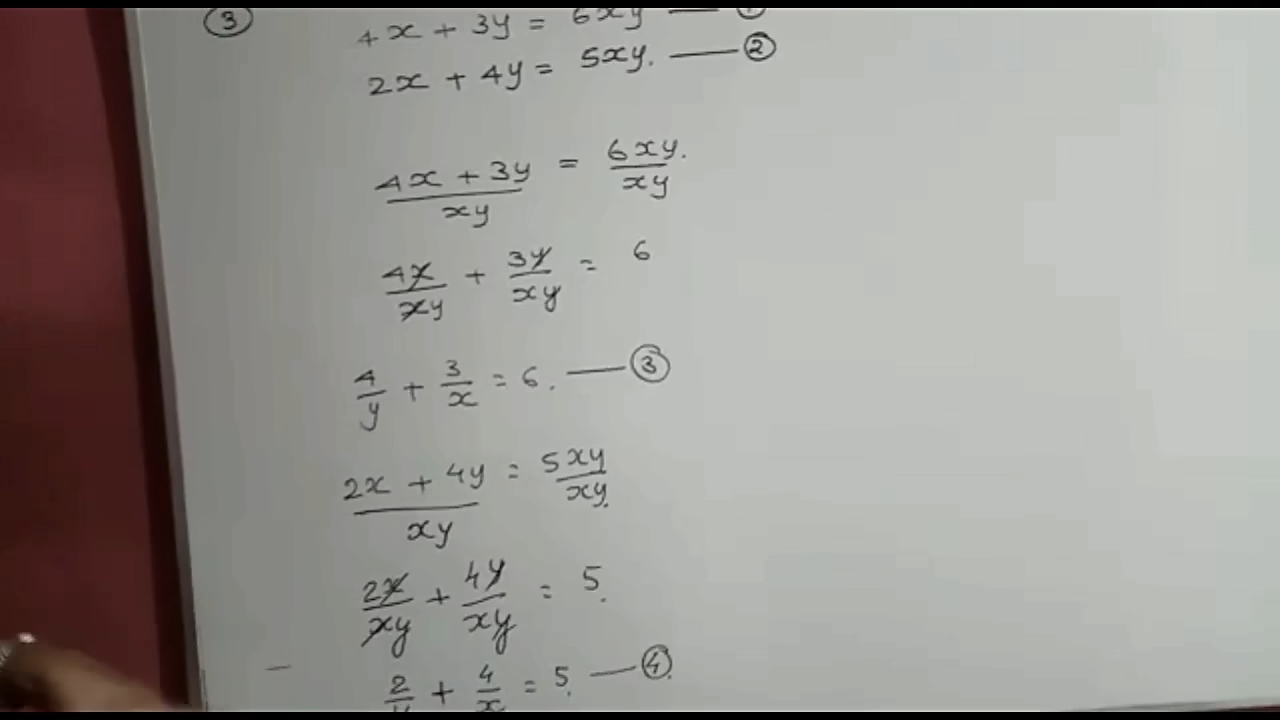 ③ 4x + 3y = 6xy — ①
2x + 4y = 5xy. — ②
4x + 3y / xy = 6xy. / xy
4x / xy + 3y / xy = 6
4 / y + 3 / x = 6. — ③
2x + 4y / xy = 5xy / xy.
2x / xy + 4y / xy = 5.
2 / y + 4 / x = 5. — ④.